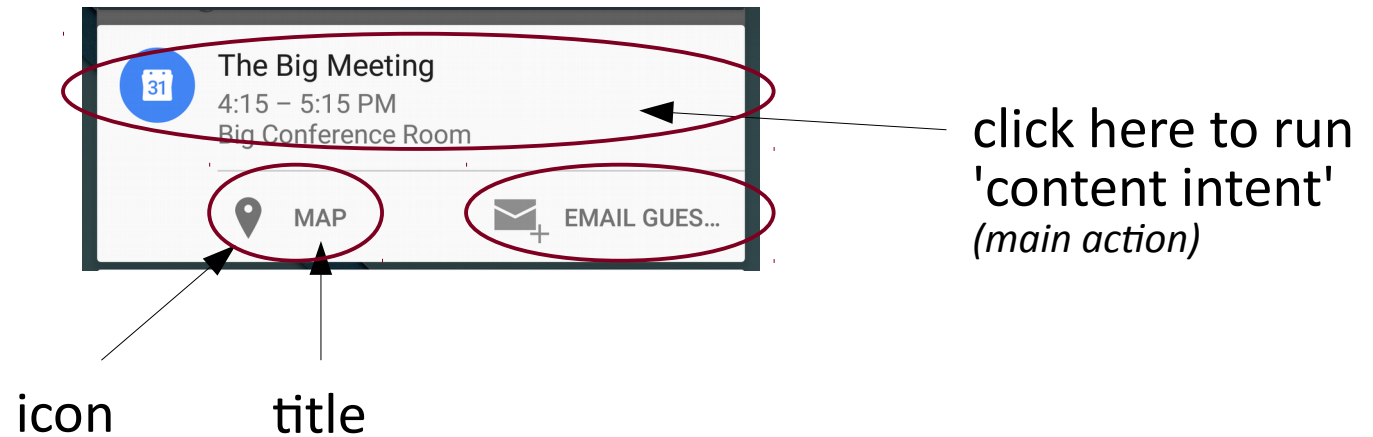 31
The Big Meeting
4:15 – 5:15 PM
Big Conference Room
MAP
EMAIL GUES...
click here to run
'content intent'
(main action)
icon
title